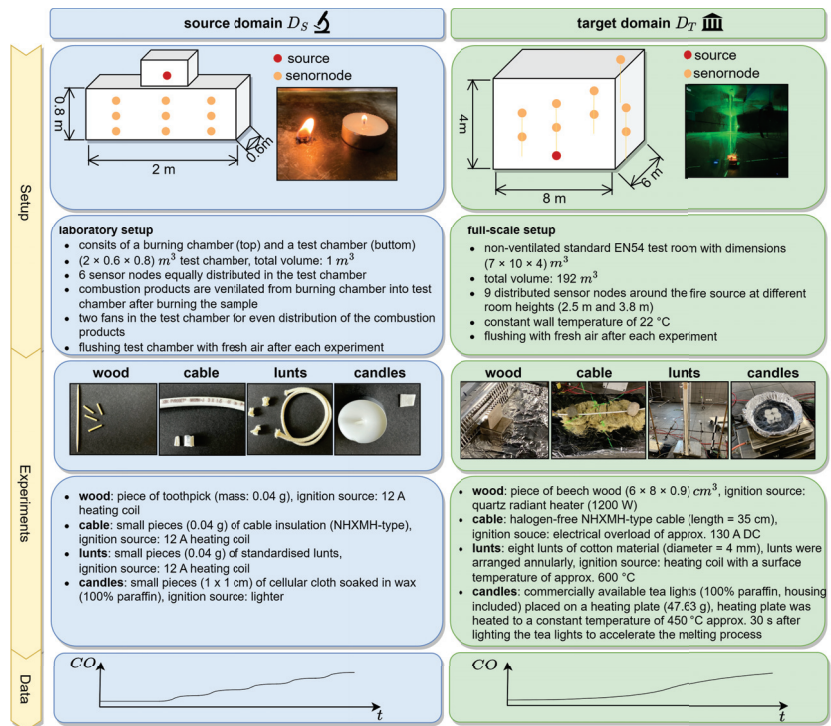 source domain D_S
target domain D_T
Setup
source
senornode
0.8 m
2 m
0.6m
source
senornode
4m
8 m
6 m
laboratory setup
• consits of a burning chamber (top) and a test chamber (buttom)
• (2 × 0.6 × 0.8) m³ test chamber, total volume: 1 m³
• 6 sensor nodes equally distributed in the test chamber
• combustion products are ventilated from burning chamber into test
chamber after burning the sample
• two fans in the test chamber for even distribution of the combustion
products
• flushing test chamber with fresh air after each experiment
full-scale setup
• non-ventilated standard EN54 test room with dimensions
(7 × 10 × 4) m³
• total volume: 192 m³
• 9 distributed sensor nodes around the fire source at different
room heights (2.5 m and 3.8 m)
• constant wall temperature of 22 °C
• flushing with fresh air after each experiment
Experiments
wood cable lunts candles
wood cable lunts candles
• wood: piece of toothpick (mass: 0.04 g), ignition source: 12 A
heating coil
• cable: small pieces (0.04 g) of cable insulation (NHXMH-type),
ignition source: 12 A heating coil
• lunts: small pieces (0.04 g) of standardised lunts,
ignition source: 12 A heating coil
• candles: small pieces (1 x 1 cm) of cellular cloth soaked in wax
(100% paraffin), ignition source: lighter
• wood: piece of beech wood (6 × 8 × 0.9) cm³, ignition source:
quartz radiant heater (1200 W)
• cable: halogen-free NHXMH-type cable (length = 35 cm),
ignition souce: electrical overload of approx. 130 A DC
• lunts: eight lunts of cotton material (diameter = 4 mm), lunts were
arranged annularly, ignition source: heating coil with a surface
temperature of approx. 600 °C
• candles: commercially available tea lights (100% paraffin, housing
included) placed on a heating plate (47.63 g), heating plate was
heated to a constant temperature of 450 °C approx. 30 s after
lighting the tea lights to accelerate the melting process
Data
CO
t
CO
t